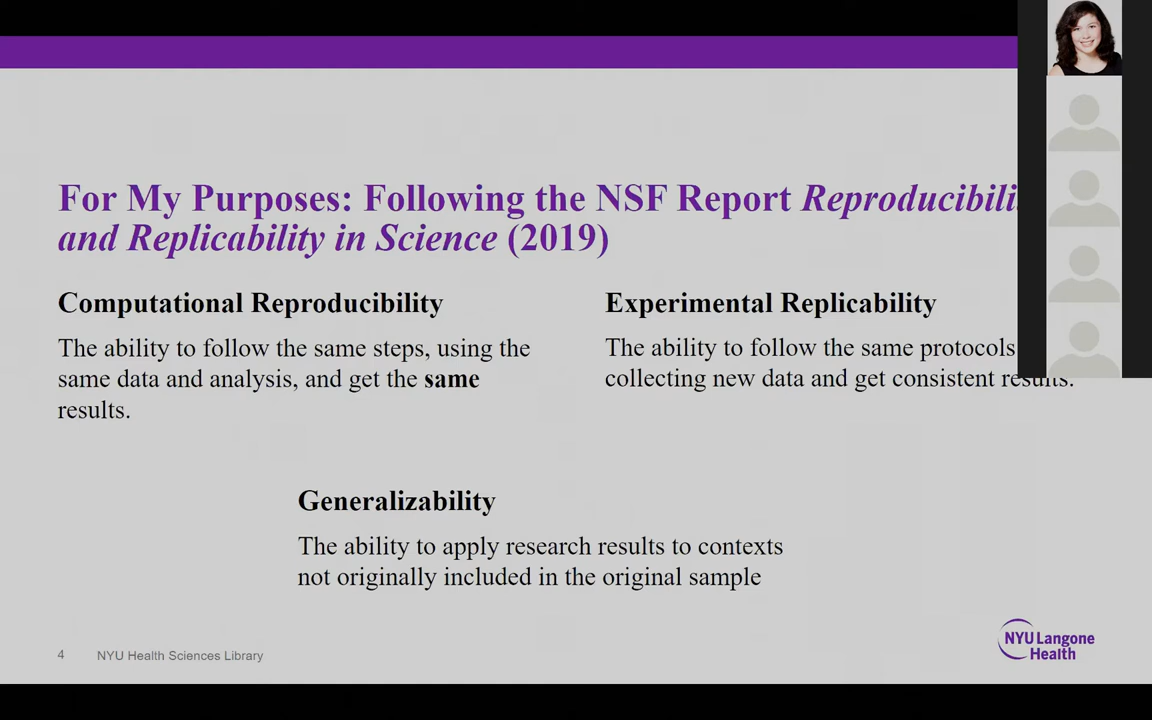 For My Purposes: Following the NSF Report
and Replicability in Science (2019)
Computational Reproducibility
The ability to follow the same steps, using the
same data and analysis, and get the same
results.
Experimental Replicability
The ability to follow the same protocols
collecting new data and get consistent results.
Generalizability
The ability to apply research results to contexts
not originally included in the original sample
4
NYU Health Sciences Library
NYU Langone
Health